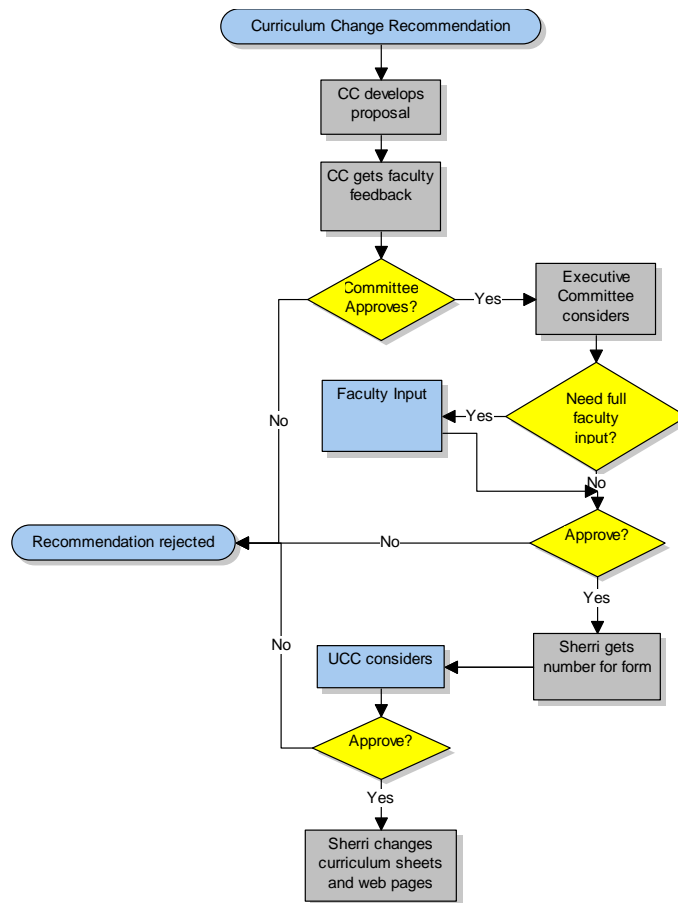 Curriculum Change Recommendation
CC develops
proposal
CC gets faculty
feedback
Committee
Approves?
Yes
Executive
Committee
considers
Faculty Input
Yes
Need full
faculty
input?
No
No
Recommendation rejected
No
Approve?
Yes
No
UCC considers
Sherri gets
number for form
Approve?
Yes
Sherri changes
curriculum sheets
and web pages